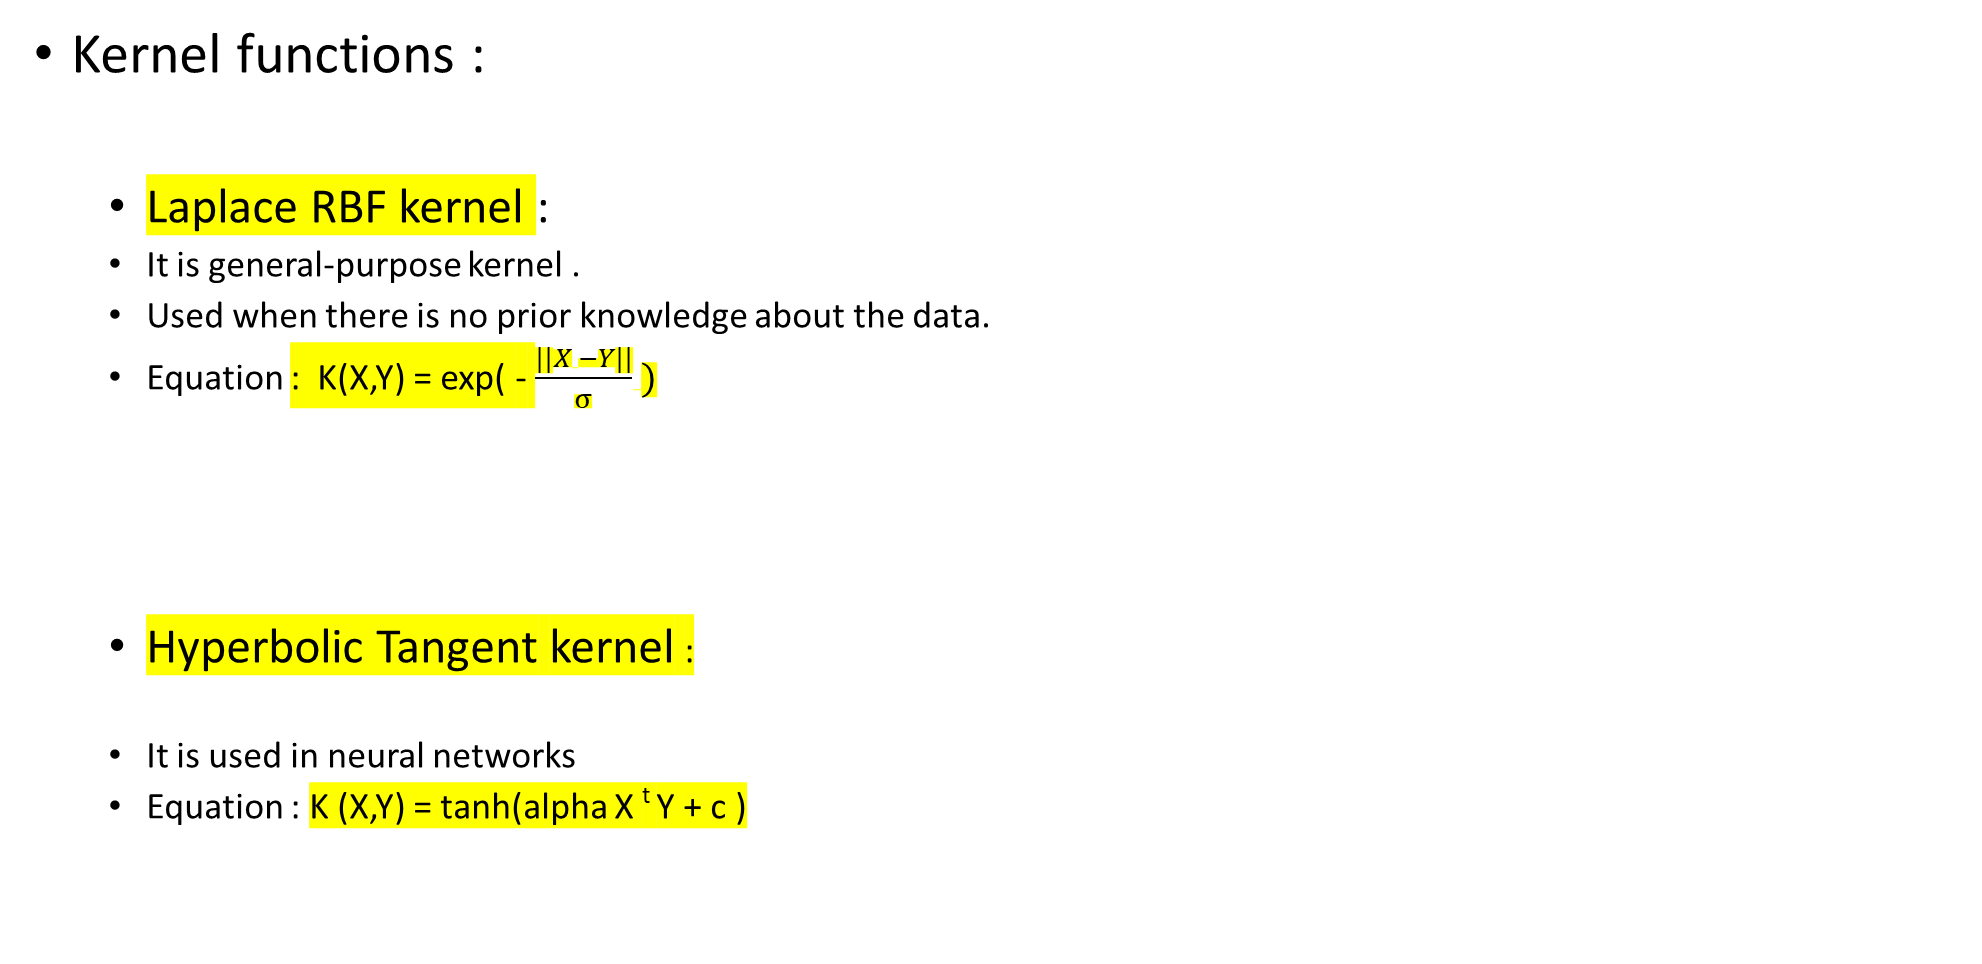 • Kernel functions :
• Laplace RBF kernel :
• It is general-purpose kernel .
• Used when there is no prior knowledge about the data.
• Equation : K(X,Y) = exp( - ||X −Y||/σ )
• Hyperbolic Tangent kernel :
• It is used in neural networks
• Equation : K (X,Y) = tanh(alpha X ᵗ Y + c )